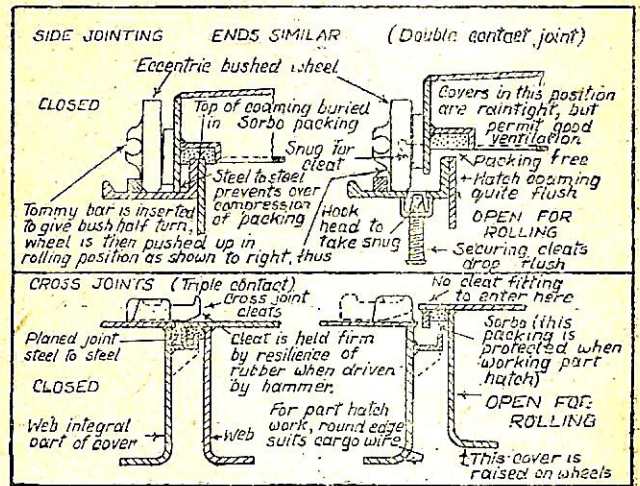 SIDE JOINTING ENDS SIMILAR (Double contact joint)
Eccentric bushed wheel
CLOSED
Top of coaming buried
in Sorbo packing
Snug for
cleat
Covers in this position
are raintight, but
permit good
ventilation
Packing free
Hatch coaming
quite flush
Steel to steel
prevents over
compression
of packing
Tommy bar is inserted
to give bush half turn,
wheel is then pushed up in
rolling position as shown to right, thus
Hook
head to
take snug
OPEN FOR
ROLLING
Securing cleats
drop flush
CROSS JOINTS (Triple contact)
Cross joint
cleats
No cleat fitting
to enter here
Planed joint
steel to steel
Cleat is held firm
by resilience of
rubber when driven
by hammer.
Sorbo (this
packing is
protected when
working part
hatch)
CLOSED
OPEN FOR
ROLLING
Web integral
part of cover
Web
For part hatch
work, round edge
suits cargo wire
This cover is
raised on wheels